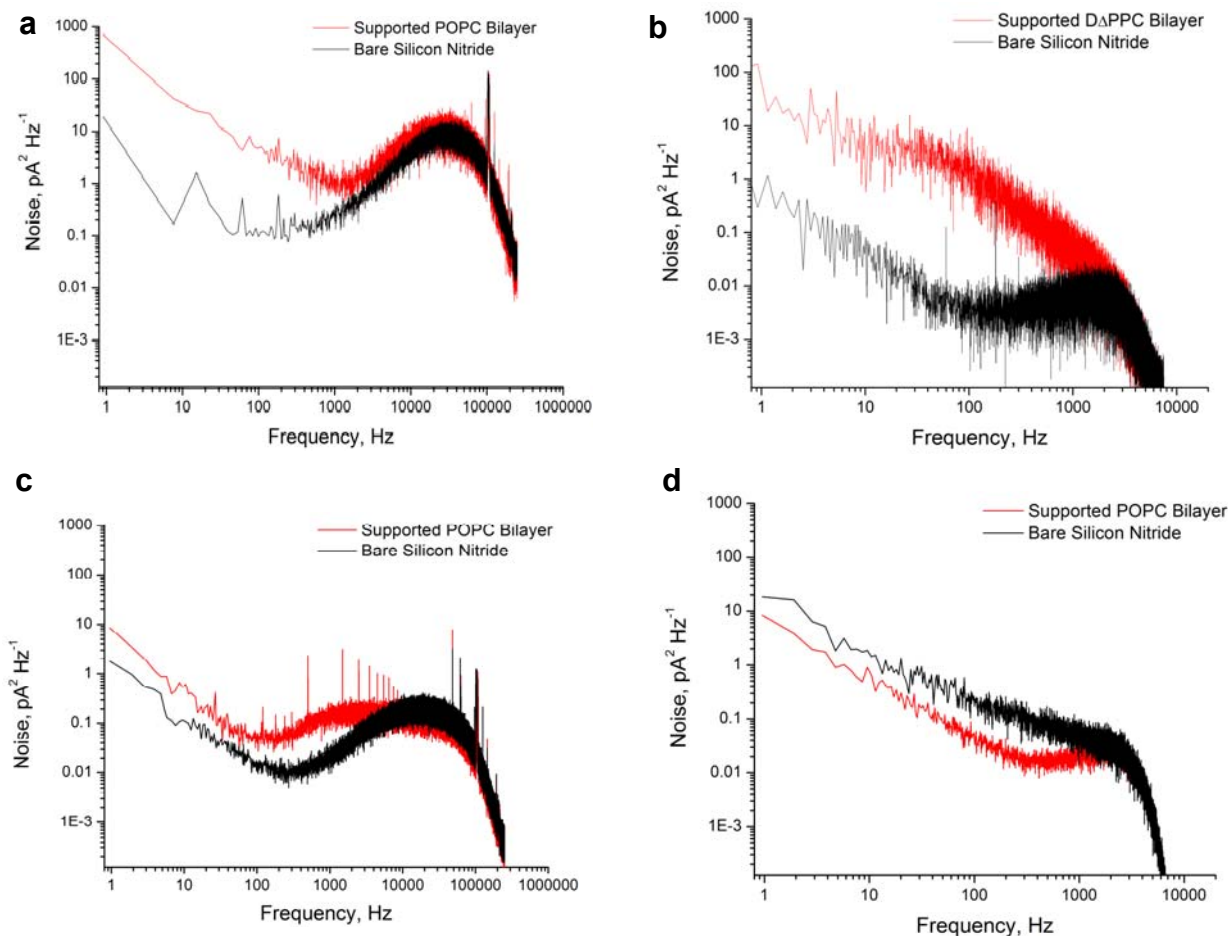 a
Supported POPC Bilayer
Bare Silicon Nitride
1000
100
10
1
0.1
0.01
1E-3
Noise, pA² Hz⁻¹
1 10 100 1000 10000 100000 1000000
Frequency, Hz
b
Supported DΔPPC Bilayer
Bare Silicon Nitride
1000
100
10
1
0.1
0.01
1E-3
Noise, pA² Hz⁻¹
1 10 100 1000 10000
Frequency, Hz
c
Supported POPC Bilayer
Bare Silicon Nitride
1000
100
10
1
0.1
0.01
1E-3
Noise, pA² Hz⁻¹
1 10 100 1000 10000 100000 1000000
Frequency, Hz
d
Supported POPC Bilayer
Bare Silicon Nitride
1000
100
10
1
0.1
0.01
1E-3
Noise, pA² Hz⁻¹
1 10 100 1000 10000
Frequency, Hz